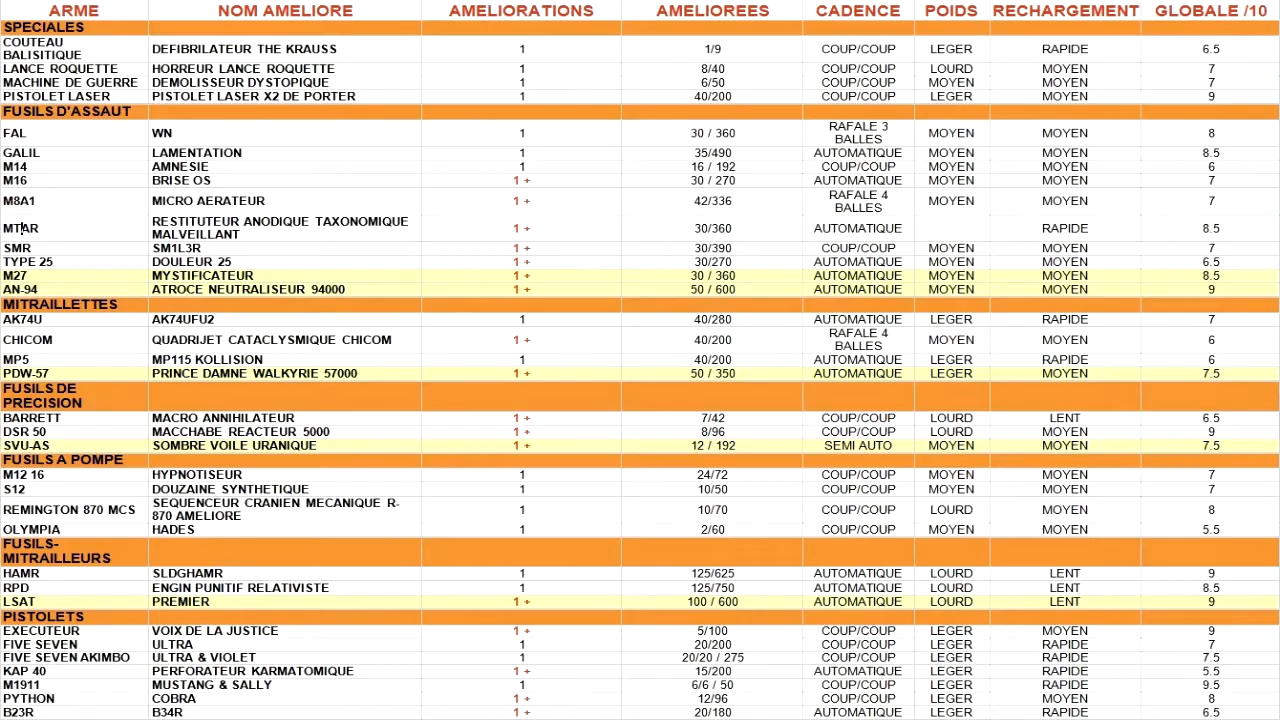 ARME NOM AMELIORE AMELIORATIONS AMELIOREES CADENCE POIDS RECHARGEMENT GLOBALE /10
SPECIALES
COUTEAU BALISITIQUE DEFIBRILATEUR THE KRAUSS 1 1/9 COUP/COUP LEGER RAPIDE 6.5
LANCE ROQUETTE HORREUR LANCE ROQUETTE 1 8/40 COUP/COUP LOURD MOYEN 7
MACHINE DE GUERRE DEMOLISSEUR DYSTOPIQUE 1 6/50 COUP/COUP MOYEN MOYEN 7
PISTOLET LASER PISTOLET LASER X2 DE PORTER 1 40/200 COUP/COUP LEGER MOYEN 9
FUSILS D'ASSAUT
FAL WN 1 30 / 360 RAFALE 3 BALLES MOYEN MOYEN 8
GALIL LAMENTATION 1 35/490 AUTOMATIQUE MOYEN MOYEN 8.5
M14 AMNESIE 1 16 / 192 COUP/COUP MOYEN MOYEN 6
M16 BRISE OS 1 + 30 / 270 AUTOMATIQUE MOYEN MOYEN 7
M8A1 MICRO AERATEUR 1 + 42/336 RAFALE 4 BALLES MOYEN MOYEN 7
MTAR RESTITUTEUR ANODIQUE TAXONOMIQUE MALVEILLANT 1 + 30/360 AUTOMATIQUE RAPIDE 8.5
SMR SM1L3R 1 + 30/390 COUP/COUP MOYEN MOYEN 7
TYPE 25 DOULEUR 25 1 + 30/270 AUTOMATIQUE MOYEN MOYEN 6.5
M27 MYSTIFICATEUR 1 + 30 / 360 AUTOMATIQUE MOYEN MOYEN 8.5
AN-94 ATROCE NEUTRALISEUR 94000 1 + 50 / 600 AUTOMATIQUE MOYEN MOYEN 9
MITRAILLETTES
AK74U AK74UFU2 1 40/280 AUTOMATIQUE LEGER RAPIDE 7
CHICOM QUADRIJET CATACLYSMIQUE CHICOM 1 + 40/200 RAFALE 4 BALLES MOYEN MOYEN 6
MP5 MP115 KOLLISION 1 40/200 AUTOMATIQUE LEGER RAPIDE 6
PDW-57 PRINCE DAMNE WALKYRIE 57000 1 + 50 / 350 AUTOMATIQUE LEGER MOYEN 7.5
FUSILS DE PRECISION
BARRETT MACRO ANNIHILATEUR 1 + 7/42 COUP/COUP LOURD LENT 6.5
DSR 50 MACCHABE REACTEUR 5000 1 + 8/96 COUP/COUP LOURD MOYEN 9
SVU-AS SOMBRE VOILE URANIQUE 1 + 12 / 192 SEMI AUTO MOYEN MOYEN 7.5
FUSILS A POMPE
M12 16 HYPNOTISEUR 1 24/72 COUP/COUP MOYEN MOYEN 7
S12 DOUZAINE SYNTHETIQUE 1 10/50 COUP/COUP MOYEN MOYEN 7
REMINGTON 870 MCS SEQUENCEUR CRANIEN MECANIQUE R-870 AMELIORE 1 10/70 COUP/COUP LOURD MOYEN 8
OLYMPIA HADES 1 2/60 COUP/COUP MOYEN MOYEN 5.5
FUSILS-MITRAILLEURS
HAMR SLDGHAMR 1 125/625 AUTOMATIQUE LOURD LENT 9
RPD ENGIN PUNITIF RELATIVISTE 1 125/750 AUTOMATIQUE LOURD LENT 8.5
LSAT PREMIER 1 + 100 / 600 AUTOMATIQUE LOURD LENT 9
PISTOLETS
EXECUTEUR VOIX DE LA JUSTICE 1 + 5/100 COUP/COUP LEGER MOYEN 9
FIVE SEVEN ULTRA 1 20/200 COUP/COUP LEGER RAPIDE 7
FIVE SEVEN AKIMBO ULTRA & VIOLET 1 20/20 / 275 COUP/COUP LEGER RAPIDE 7.5
KAP 40 PERFORATEUR KARMATOMIQUE 1 + 15/200 AUTOMATIQUE LEGER RAPIDE 5.5
M1911 MUSTANG & SALLY 1 6/6 / 50 COUP/COUP LEGER RAPIDE 9.5
PYTHON COBRA 1 + 12/96 COUP/COUP LEGER MOYEN 8
B23R B34R 1 + 20/180 AUTOMATIQUE LEGER RAPIDE 6.5